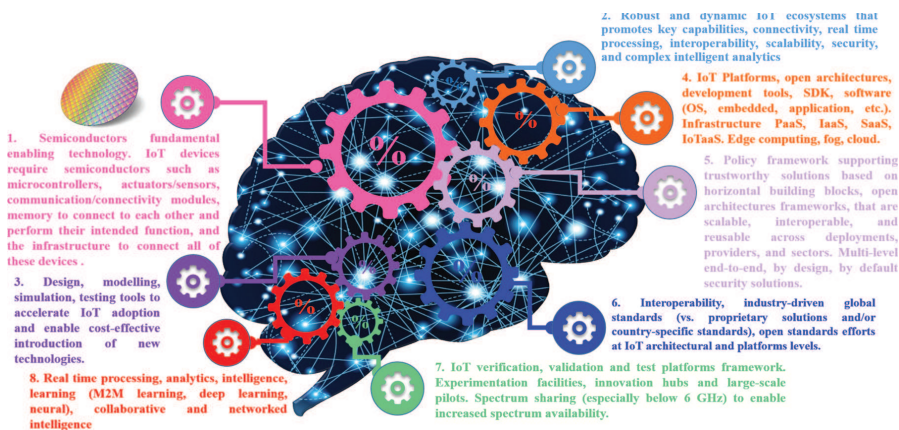 2. Robust and dynamic IoT ecosystems that
promotes key capabilities, connectivity, real time
processing, interoperability, scalability, security,
and complex intelligent analytics
4. IoT Platforms, open architectures,
development tools, SDK, software
(OS, embedded, application, etc.).
Infrastructure PaaS, IaaS, SaaS,
IoTaaS. Edge computing, fog, cloud.
1. Semiconductors fundamental
enabling technology. IoT devices
require semiconductors such as
microcontrollers, actuators/sensors,
communication/connectivity modules,
memory to connect to each other and
perform their intended function, and
the infrastructure to connect all of
these devices .
5. Policy framework supporting
trustworthy solutions based on
horizontal building blocks, open
architectures frameworks, that are
scalable, interoperable, and
reusable across deployments,
providers, and sectors. Multi-level
end-to-end, by design, by default
security solutions.
3. Design, modelling,
simulation, testing tools to
accelerate IoT adoption
and enable cost-effective
introduction of new
technologies.
6. Interoperability, industry-driven global
standards (vs. proprietary solutions and/or
country-specific standards), open standards efforts
at IoT architectural and platforms levels.
8. Real time processing, analytics, intelligence,
learning (M2M learning, deep learning,
neural), collaborative and networked
intelligence
7. IoT verification, validation and test platforms framework.
Experimentation facilities, innovation hubs and large-scale
pilots. Spectrum sharing (especially below 6 GHz) to enable
increased spectrum availability.
%
%
%
%
%
%
%
%